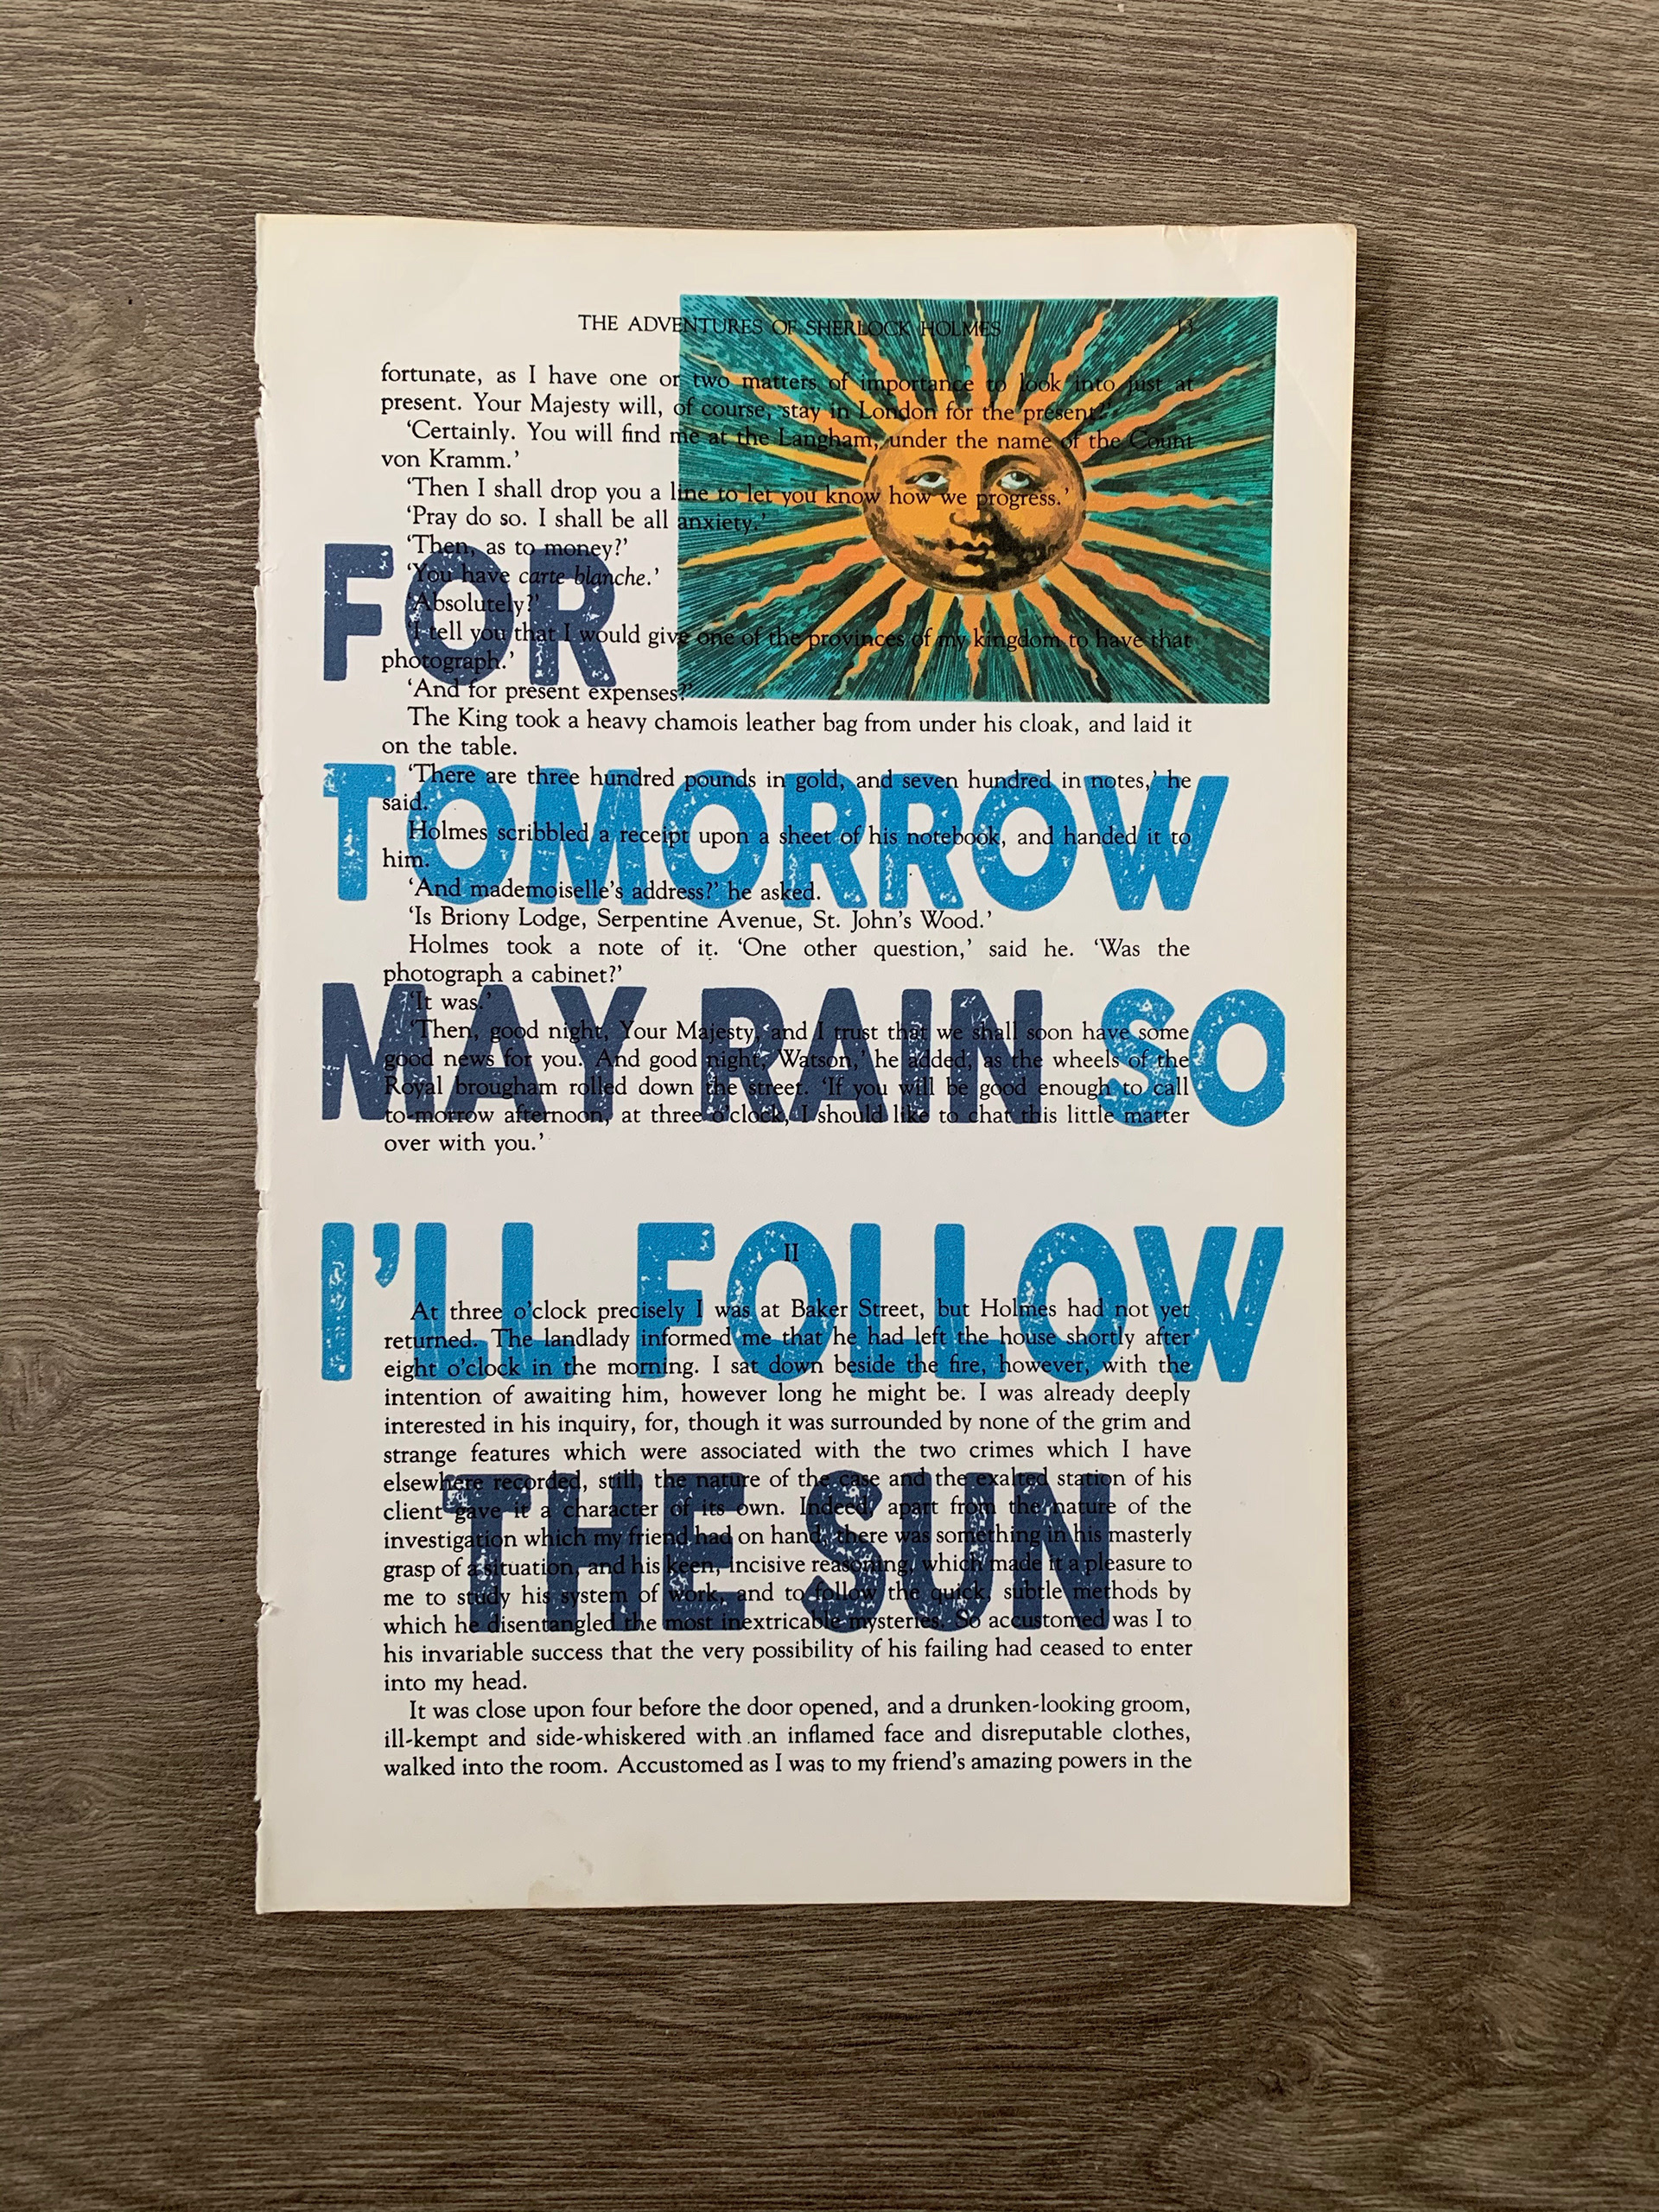 THE ADVENTURES OF SHERLOCK HOLMES 13
fortunate, as I have one or two matters of importance to look into just at
present. Your Majesty will, of course, stay in London for the present?'
‘Certainly. You will find me at the Langham, under the name of the Count
von Kramm.’
‘Then I shall drop you a line to let you know how we progress.’
‘Pray do so. I shall be all anxiety.’
‘Then, as to money?’
‘You have carte blanche.’
‘Absolutely?’
‘I tell you that I would give one of the provinces of my kingdom to have that
photograph.’
‘And for present expenses?’
The King took a heavy chamois leather bag from under his cloak, and laid it
on the table.
‘There are three hundred pounds in gold, and seven hundred in notes,’ he
said.
Holmes scribbled a receipt upon a sheet of his notebook, and handed it to
him.
‘And mademoiselle’s address?’ he asked.
‘Is Briony Lodge, Serpentine Avenue, St. John’s Wood.’
Holmes took a note of it. ‘One other question,’ said he. ‘Was the
photograph a cabinet?’
‘It was.’
‘Then, good night, Your Majesty, and I trust that we shall soon have some
good news for you. And good night, Watson,’ he added, as the wheels of the
Royal brougham rolled down the street. ‘If you will be good enough to call
to-morrow afternoon, at three o’clock, I should like to chat this little matter
over with you.’
II
At three o’clock precisely I was at Baker Street, but Holmes had not yet
returned. The landlady informed me that he had left the house shortly after
eight o’clock in the morning. I sat down beside the fire, however, with the
intention of awaiting him, however long he might be. I was already deeply
interested in his inquiry, for, though it was surrounded by none of the grim and
strange features which were associated with the two crimes which I have
elsewhere recorded, still, the nature of the case and the exalted station of his
client gave it a character of its own. Indeed, apart from the nature of the
investigation which my friend had on hand, there was something in his masterly
grasp of a situation, and his keen, incisive reasoning, which made it a pleasure to
me to study his system of work, and to follow the quick, subtle methods by
which he disentangled the most inextricable mysteries. So accustomed was I to
his invariable success that the very possibility of his failing had ceased to enter
into my head.
It was close upon four before the door opened, and a drunken-looking groom,
ill-kempt and side-whiskered with an inflamed face and disreputable clothes,
walked into the room. Accustomed as I was to my friend’s amazing powers in the
FOR
TOMORROW
MAY RAIN SO
I’LL FOLLOW
THE SUN